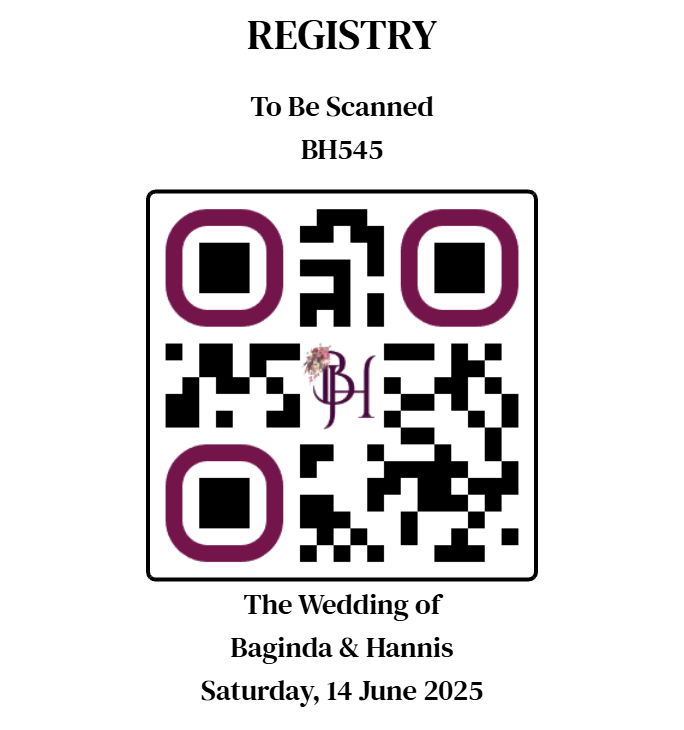 REGISTRY
To Be Scanned
BH545
BH
The Wedding of
Baginda & Hannis
Saturday, 14 June 2025